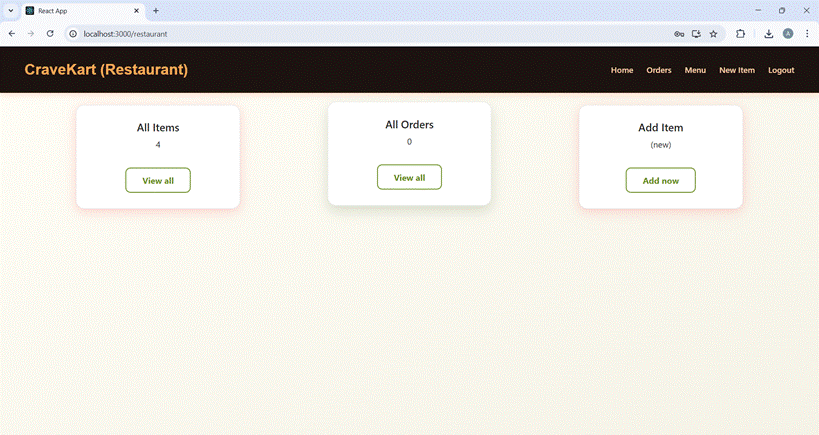 React App
localhost:3000/restaurant
A
CraveKart (Restaurant)
Home Orders Menu New Item Logout
All Items
4
View all
All Orders
0
View all
Add Item
(new)
Add now